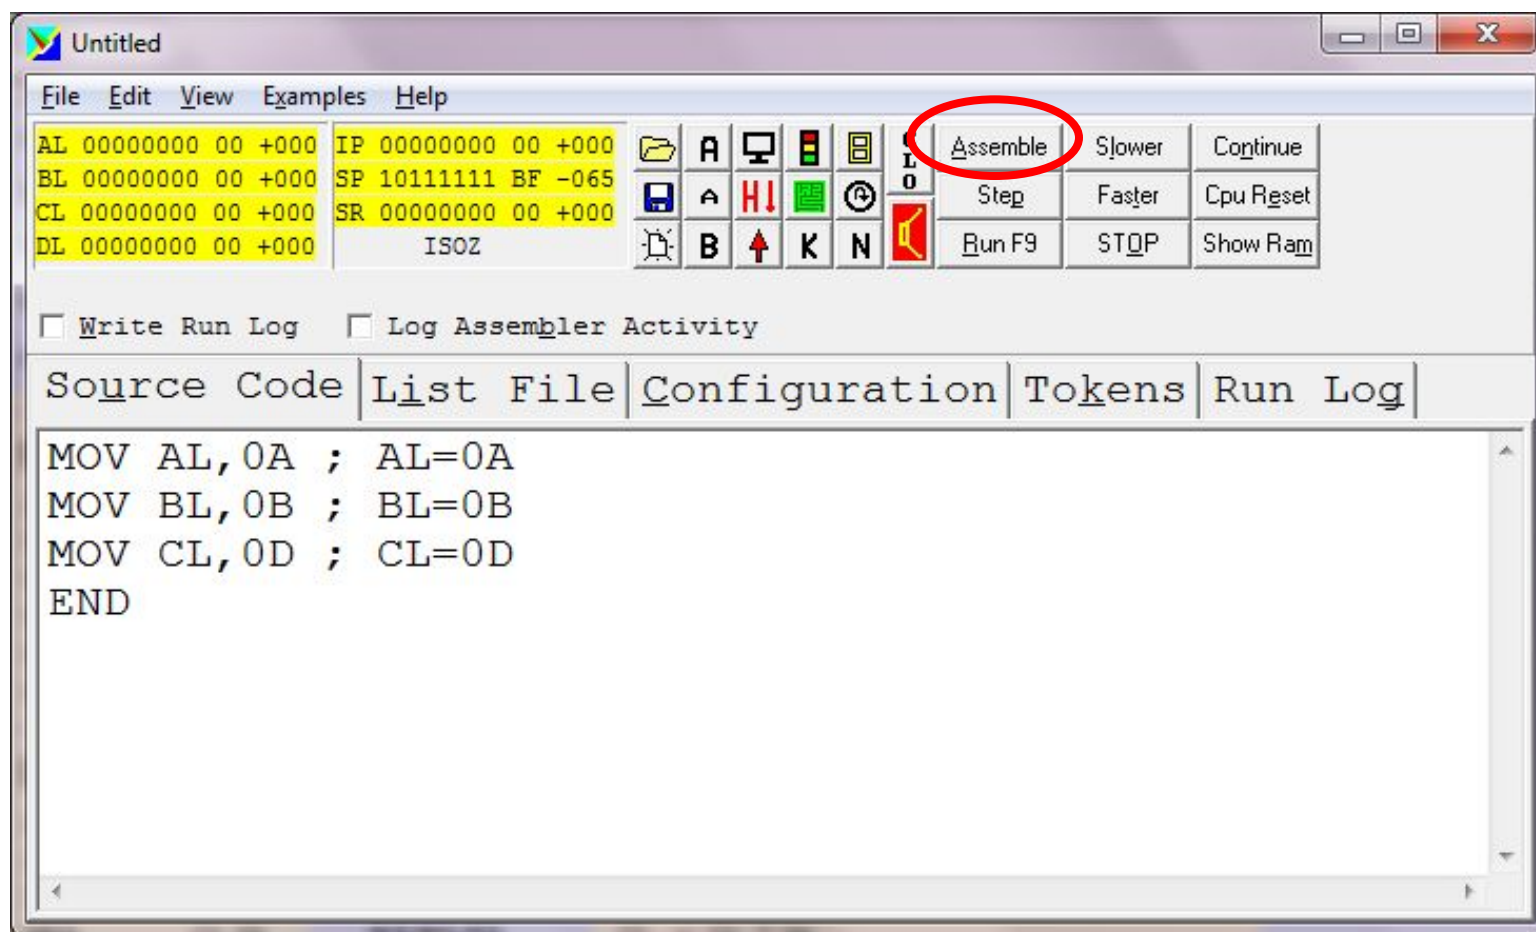 Untitled
File Edit View Examples Help
AL 00000000 00 +000 IP 00000000 00 +000
BL 00000000 00 +000 SP 10111111 BF -065
CL 00000000 00 +000 SR 00000000 00 +000
DL 00000000 00 +000 ISOZ
A
A
B K N
L
O
Assemble Slower Continue
Step Faster Cpu Reset
Run F9 STOP Show Ram
Write Run Log Log Assembler Activity
Source Code List File Configuration Tokens Run Log
MOV AL,0A ; AL=0A
MOV BL,0B ; BL=0B
MOV CL,0D ; CL=0D
END